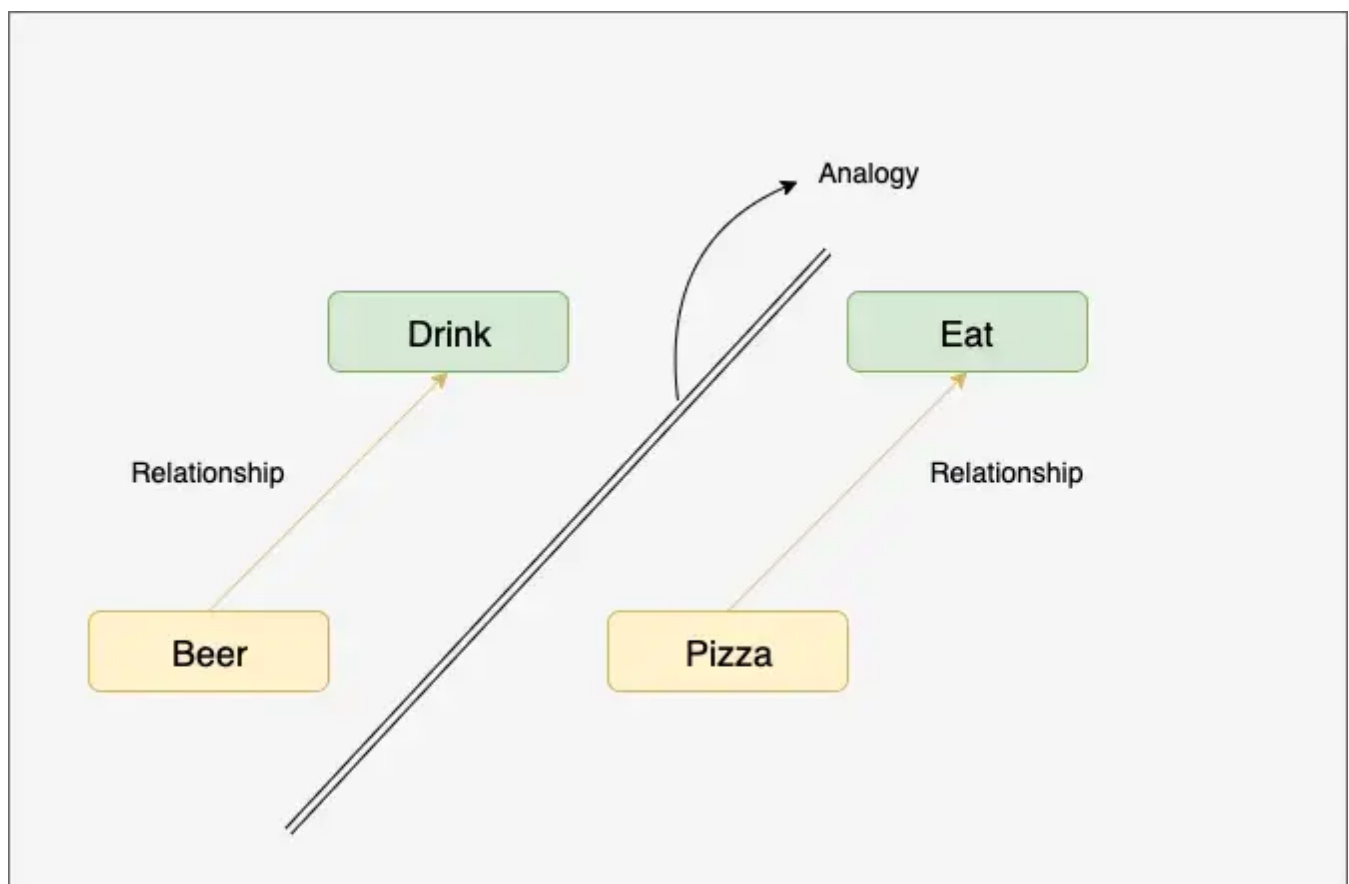 Analogy
Drink
Eat
Relationship
Relationship
Beer
Pizza